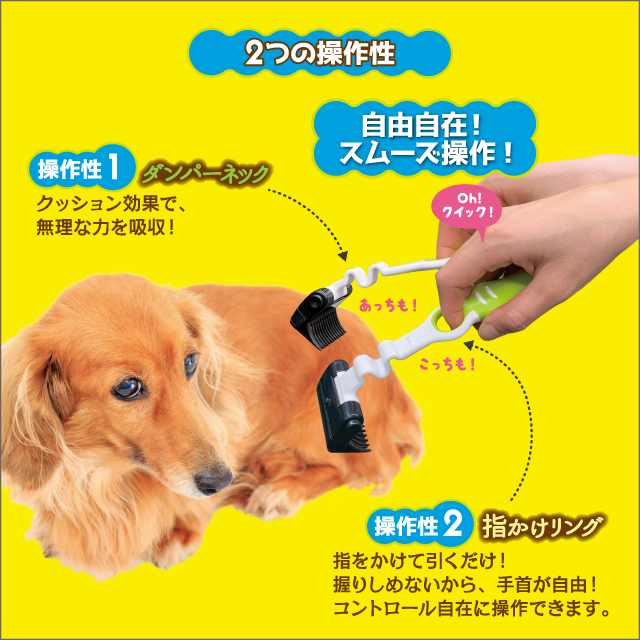 2つの操作性
自由自在!
スムーズ操作!
操作性1 ダンパーネック
クッション効果で、
無理な力を吸収!
Oh!
クイック!
あっちも!
こっちも!
操作性2 指かけリング
指をかけて引くだけ!
握りしめないから、手首が自由!
コントロール自在に操作できます。